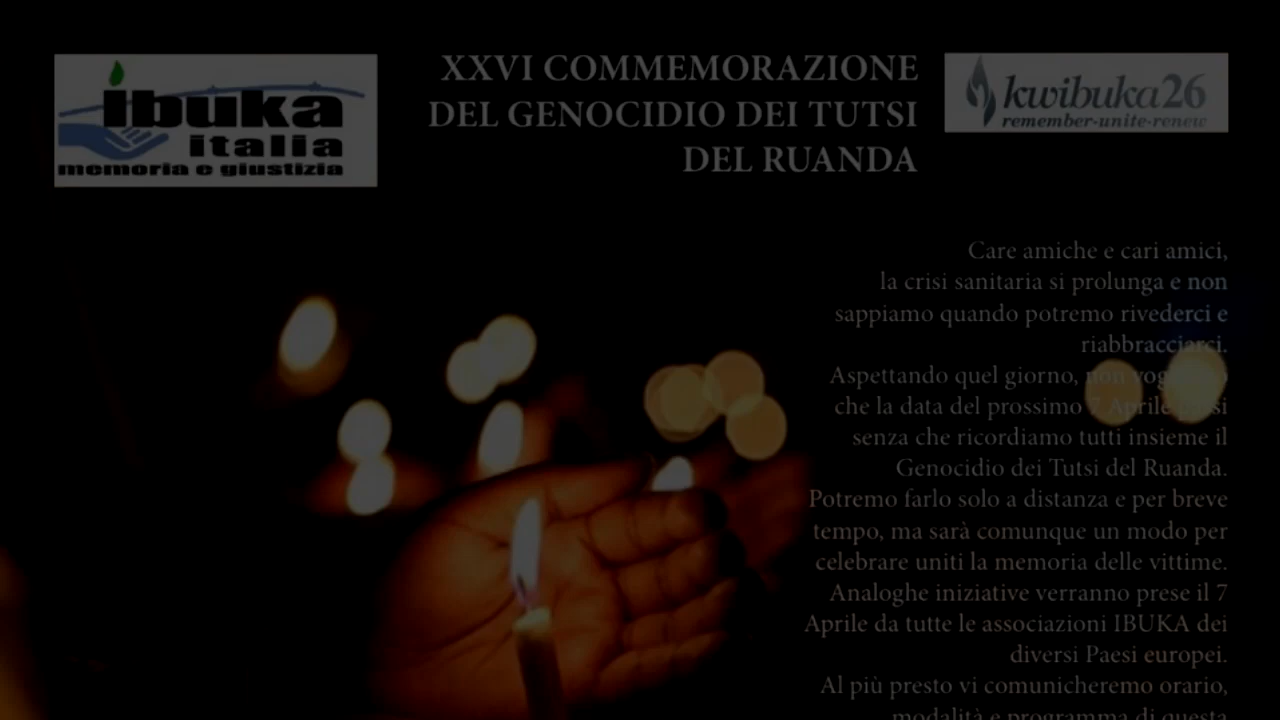 ibuka
italia
memoria e giustizia
XXVI COMMEMORAZIONE
DEL GENOCIDIO DEI TUTSI
DEL RUANDA
kwibuka26
remember-unite-renew
Care amiche e cari amici,
la crisi sanitaria si prolunga e non
sappiamo quando potremo rivederci e
riabbracciarci.
Aspettando quel giorno, non
che la data del prossimo 7 Aprile
senza che ricordiamo tutti insieme il
Genocidio dei Tutsi del Ruanda.
Potremo farlo solo a distanza e per breve
tempo, ma sarà comunque un modo per
celebrare uniti la memoria delle vittime.
Analoghe iniziative verranno prese il 7
Aprile da tutte le associazioni IBUKA dei
diversi Paesi europei.
Al più presto vi comunicheremo orario,
modalità e programma di questa